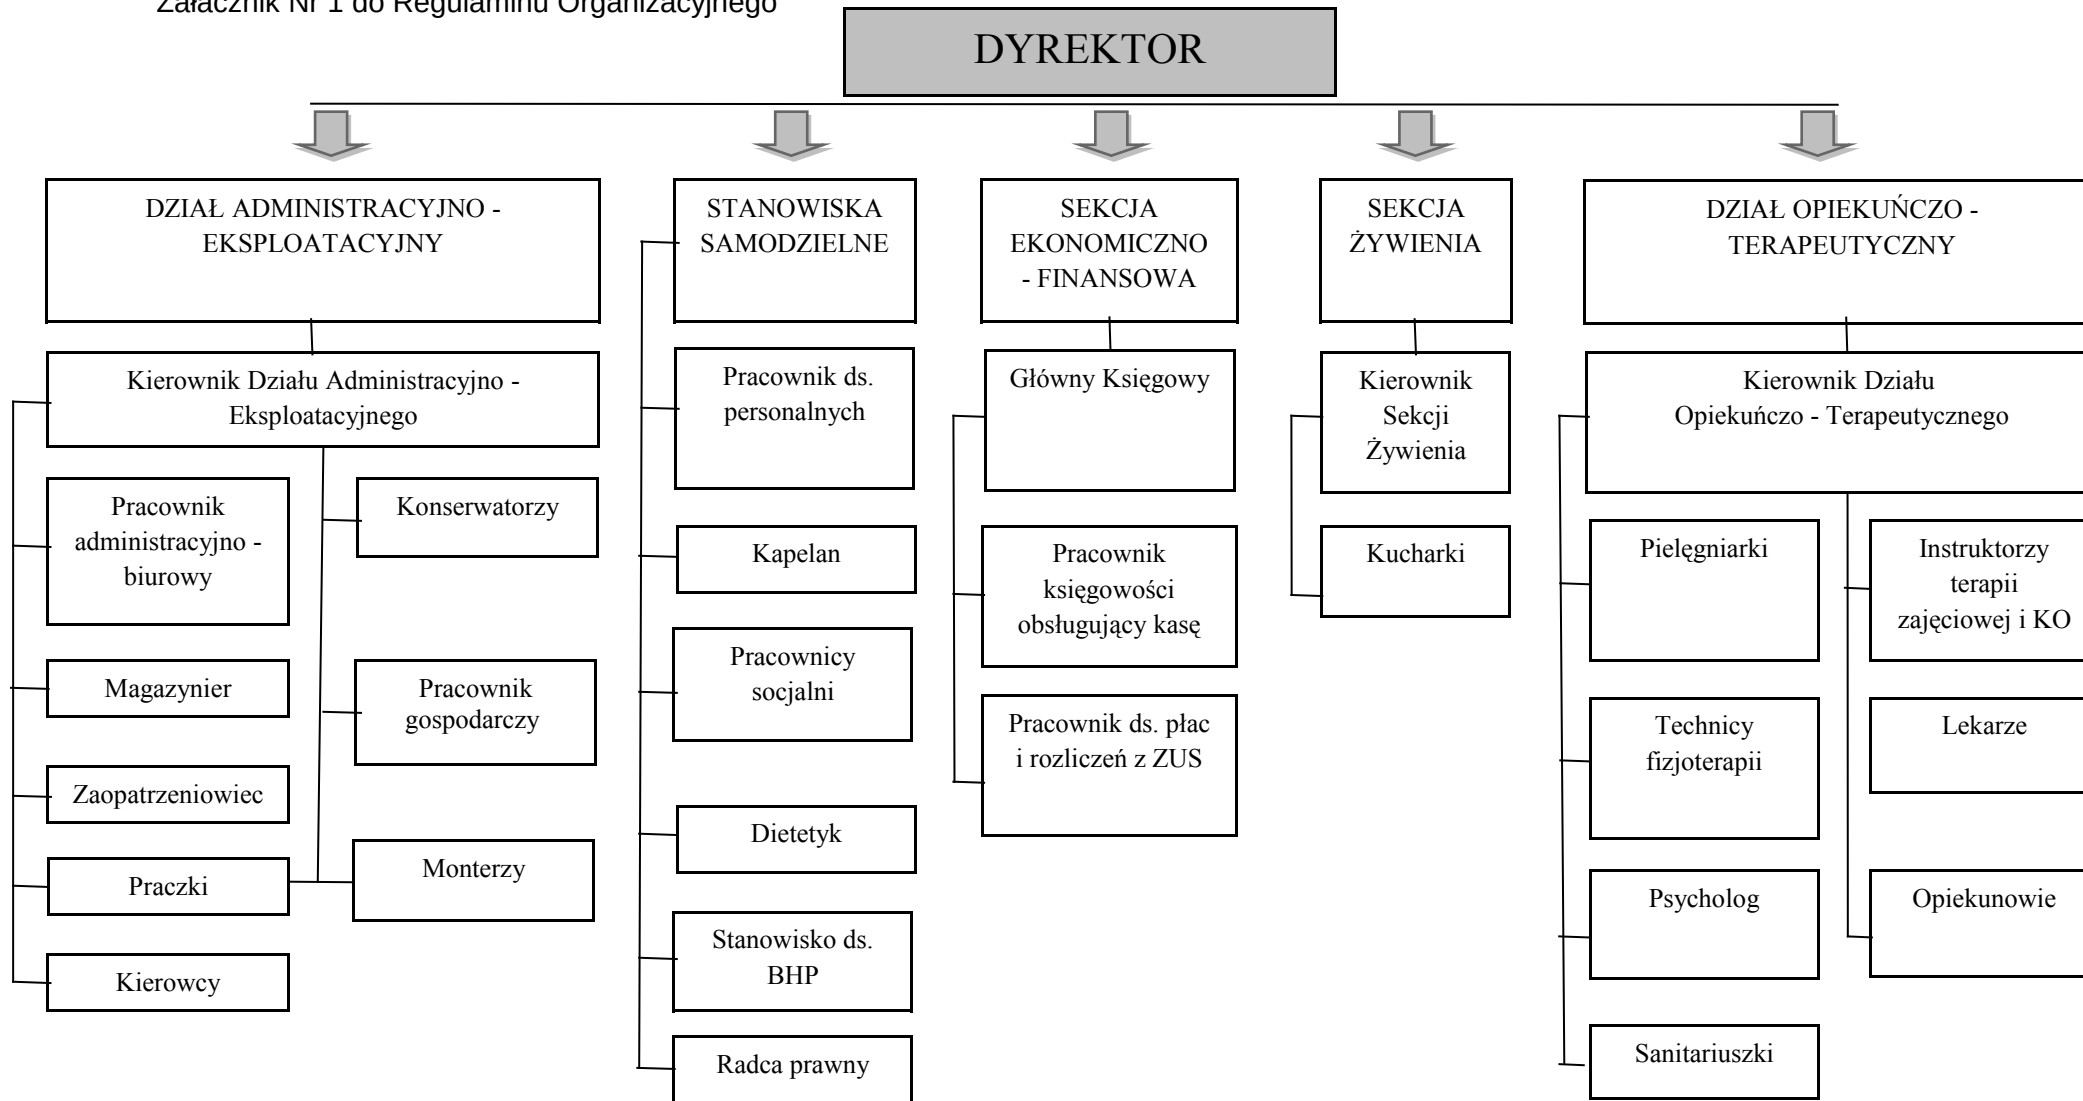 Załacznik Nr 1 do Regulaminu Organizacyjnego
DYREKTOR
DZIAŁ ADMINISTRACYJNO -
EKSPLOATACYJNY
STANOWISKA
SAMODZIELNE
SEKCJA
EKONOMICZNO
- FINANSOWA
SEKCJA
ŻYWIENIA
DZIAŁ OPIEKUŃCZO -
TERAPEUTYCZNY
Kierownik Działu Administracyjno -
Eksploatacyjnego
Pracownik ds.
personalnych
Główny Księgowy
Kierownik
Sekcji
Żywienia
Kierownik Działu
Opiekuńczo - Terapeutycznego
Pracownik
administracyjno -
biurowy
Konserwatorzy
Kapelan
Pracownik
księgowości
obsługujący kasę
Kucharki
Pielęgniarki
Instruktorzy
terapii
zajęciowej i KO
Magazynier
Pracownik
gospodarczy
Pracownicy
socjalni
Pracownik ds. płac
i rozliczeń z ZUS
Technicy
fizjoterapii
Lekarze
Zaopatrzeniowiec
Dietetyk
Praczki
Monterzy
Psycholog
Opiekunowie
Stanowisko ds.
BHP
Kierowcy
Radca prawny
Sanitariuszki